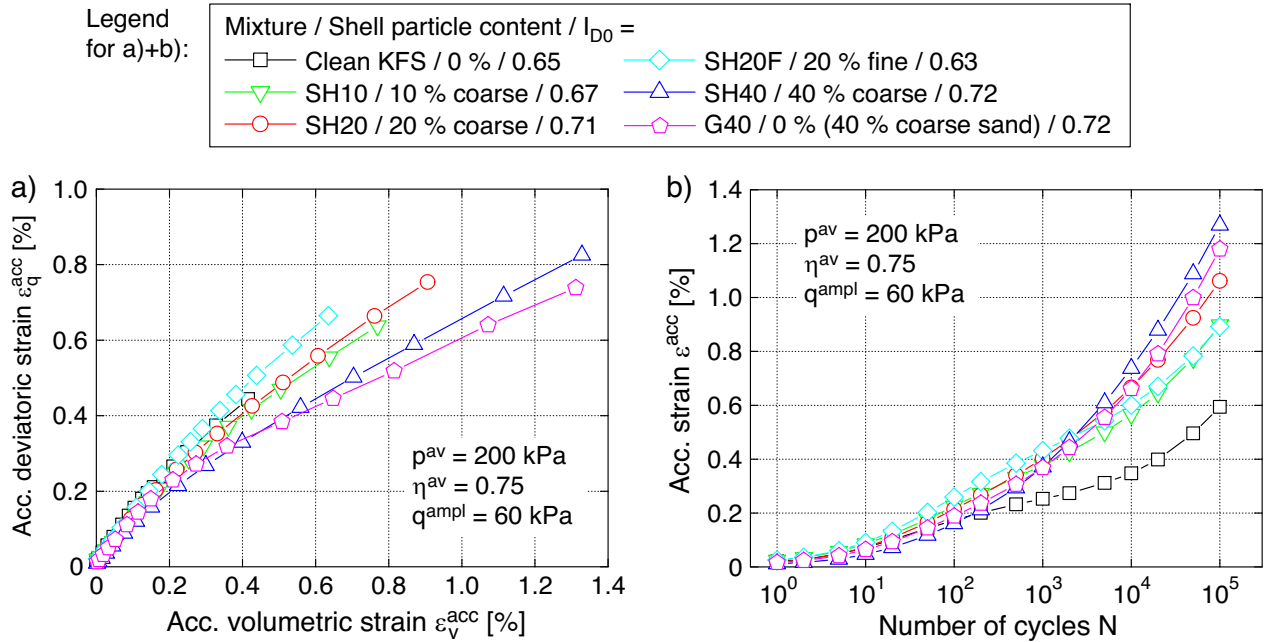 Legend
for a)+b):
Mixture / Shell particle content / I_D0 =
Clean KFS / 0 % / 0.65
SH10 / 10 % coarse / 0.67
SH20 / 20 % coarse / 0.71
SH20F / 20 % fine / 0.63
SH40 / 40 % coarse / 0.72
G40 / 0 % (40 % coarse sand) / 0.72
a)
1.0
0.8
0.6
0.4
0.2
0
Acc. deviatoric strain ε_q^acc [%]
p^av = 200 kPa
η^av = 0.75
q^ampl = 60 kPa
0 0.2 0.4 0.6 0.8 1.0 1.2 1.4
Acc. volumetric strain ε_v^acc [%]
b)
1.4
1.2
1.0
0.8
0.6
0.4
0.2
0
Acc. strain ε^acc [%]
p^av = 200 kPa
η^av = 0.75
q^ampl = 60 kPa
10^0 10^1 10^2 10^3 10^4 10^5
Number of cycles N